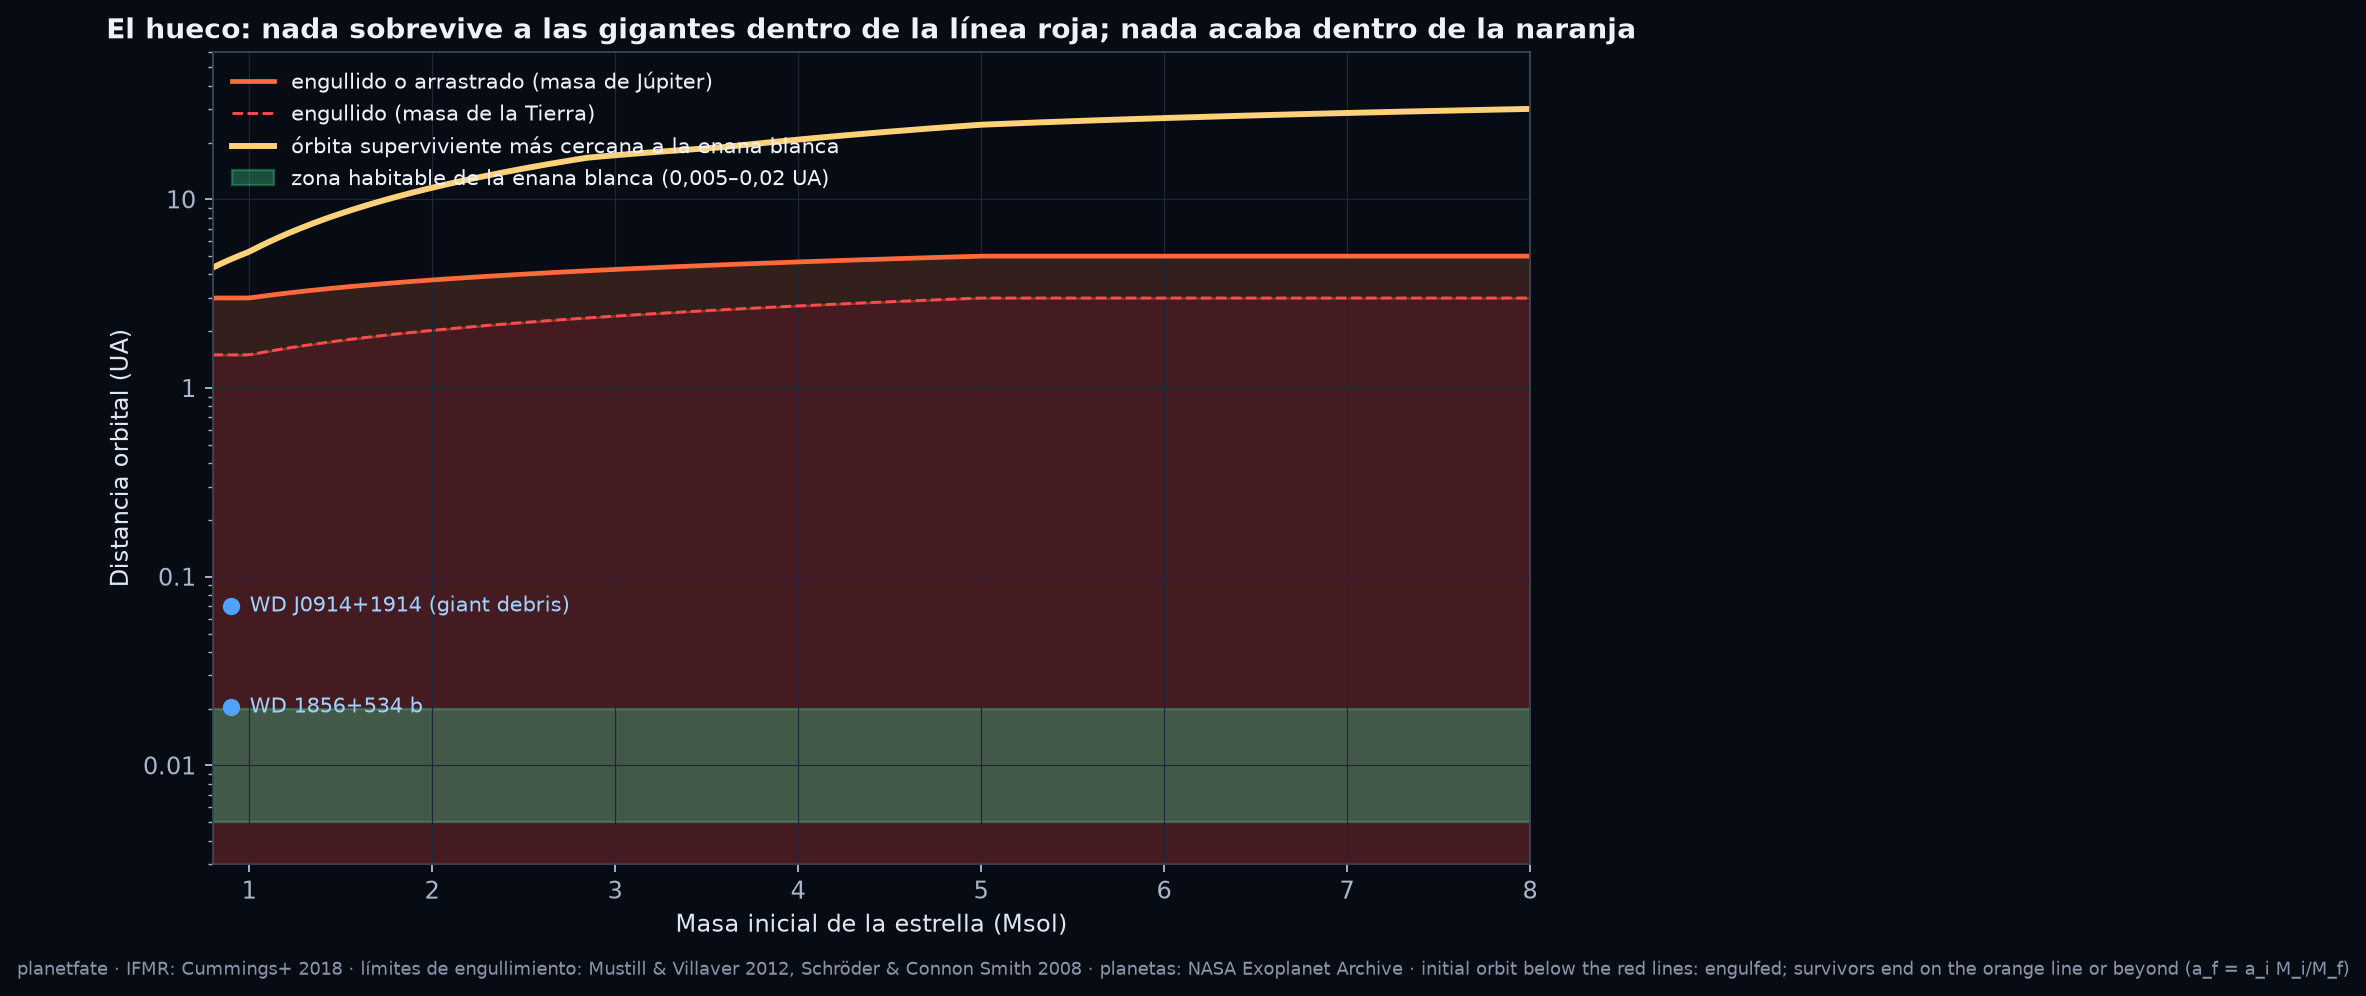 El hueco: nada sobrevive a las gigantes dentro de la línea roja; nada acaba dentro de la naranja
engullido o arrastrado (masa de Júpiter)
engullido (masa de la Tierra)
órbita superviviente más cercana a la enana blanca
zona habitable de la enana blanca (0,005–0,02 UA)
10
1
0.1
0.01
Distancia orbital (UA)
WD J0914+1914 (giant debris)
WD 1856+534 b
1 2 3 4 5 6 7 8
Masa inicial de la estrella (Msol)
planetfate · IFMR: Cummings+ 2018 · límites de engullimiento: Mustill & Villaver 2012, Schröder & Connon Smith 2008 · planetas: NASA Exoplanet Archive · initial orbit below the red lines: engulfed; survivors end on the orange line or beyond (a_f = a_i M_i/M_f)